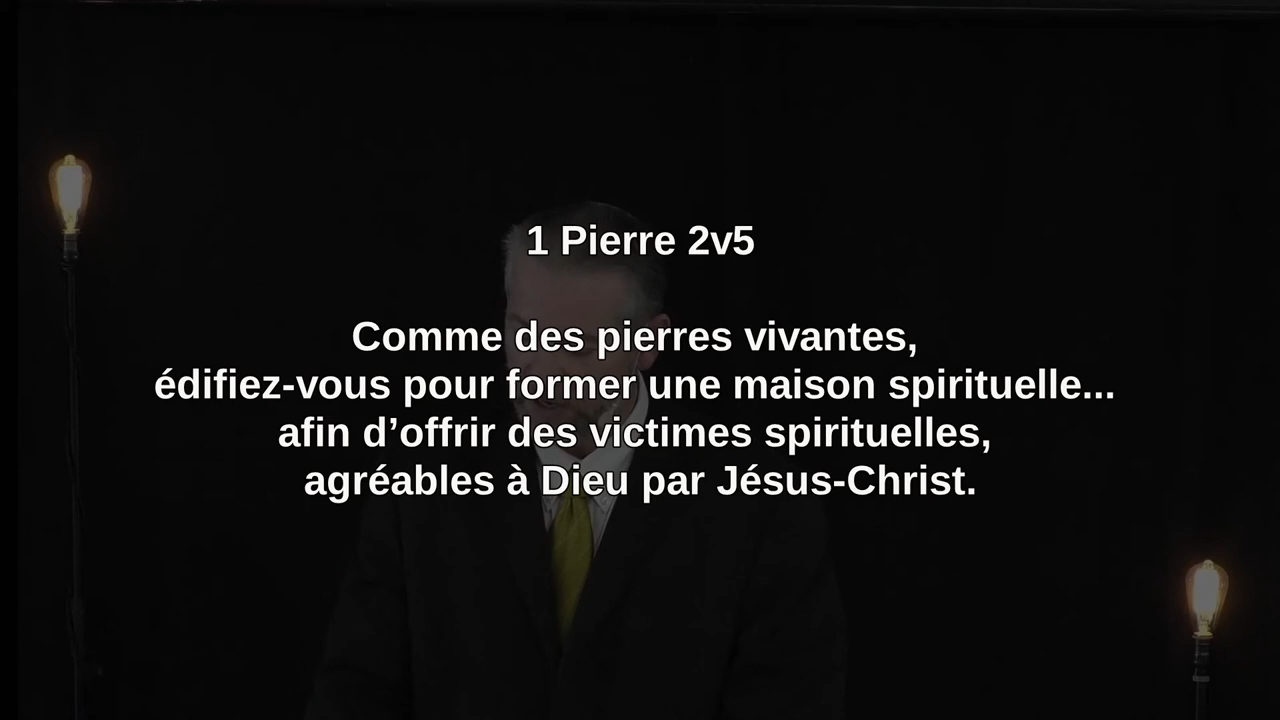 1 Pierre 2v5
Comme des pierres vivantes,
édifiez-vous pour former une maison spirituelle...
afin d’offrir des victimes spirituelles,
agréables à Dieu par Jésus-Christ.